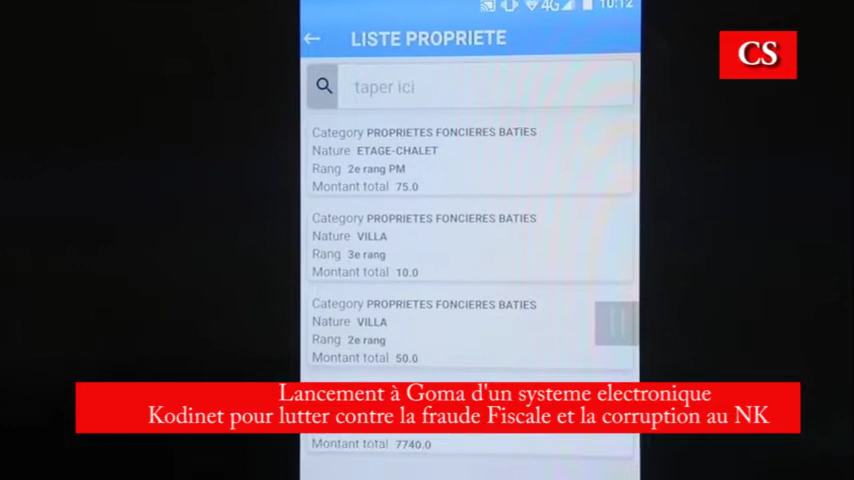 4G 10:12
LISTE PROPRIETE
CS
taper ici
Category PROPRIETES FONCIERES BATIES
Nature ETAGE-CHALET
Rang 2e rang PM
Montant total 75.0
Category PROPRIETES FONCIERES BATIES
Nature VILLA
Rang 3e rang
Montant total 10.0
Category PROPRIETES FONCIERES BATIES
Nature VILLA
Rang 2e rang
Montant total 50.0
Lancement à Goma d'un systeme electronique
Kodinet pour lutter contre la fraude Fiscale et la corruption au NK
Montant total 7740.0